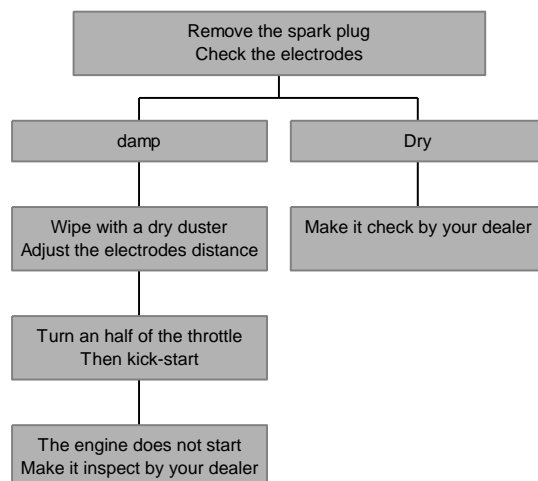 Remove the spark plug
Check the electrodes
damp
Dry
Wipe with a dry duster
Adjust the electrodes distance
Make it check by your dealer
Turn an half of the throttle
Then kick-start
The engine does not start
Make it inspect by your dealer